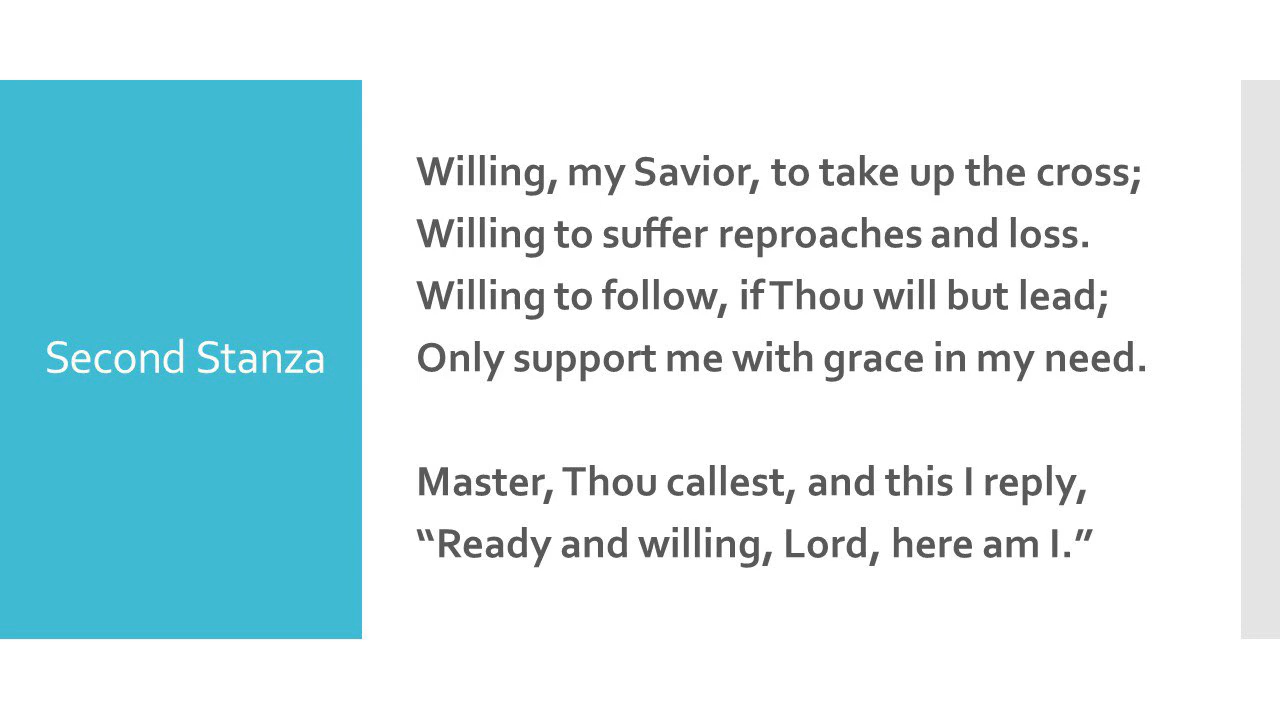 Second Stanza
Willing, my Savior, to take up the cross;
Willing to suffer reproaches and loss.
Willing to follow, if Thou will but lead;
Only support me with grace in my need.
Master, Thou callest, and this I reply,
“Ready and willing, Lord, here am I.”